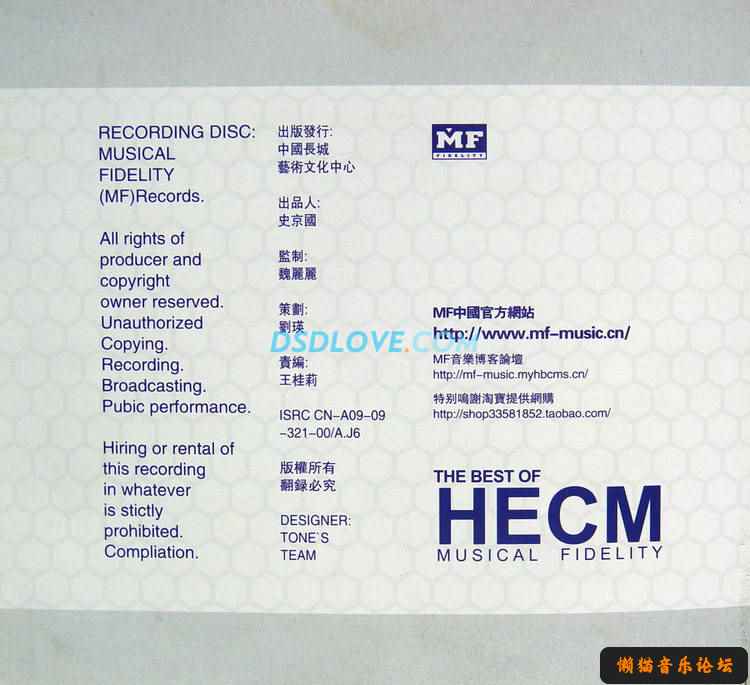 RECORDING DISC:
MUSICAL
FIDELITY
(MF)Records.
All rights of
producer and
copyright
owner reserved.
Unauthorized
Copying.
Recording.
Broadcasting.
Pubic performance.
Hiring or rental of
this recording
in whatever
is stictly
prohibited.
Compliation.
出版發行:
中國長城
藝術文化中心
出品人:
史京國
監制:
魏麗麗
策劃:
劉瑛
責編:
王桂莉
ISRC CN-A09-09
-321-00/A.J6
版權所有
翻録必究
DESIGNER:
TONE`S
TEAM
MF
FIDELITY
MF中國官方網站
http://www.mf-music.cn/
MF音樂博客論壇
http://mf-music.myhbcms.cn/
特别鳴謝淘寶提供網購
http://shop33581852.taobao.com/
THE BEST OF
HECM
MUSICAL FIDELITY
DSDLOVE.COM
懒猫音乐论坛